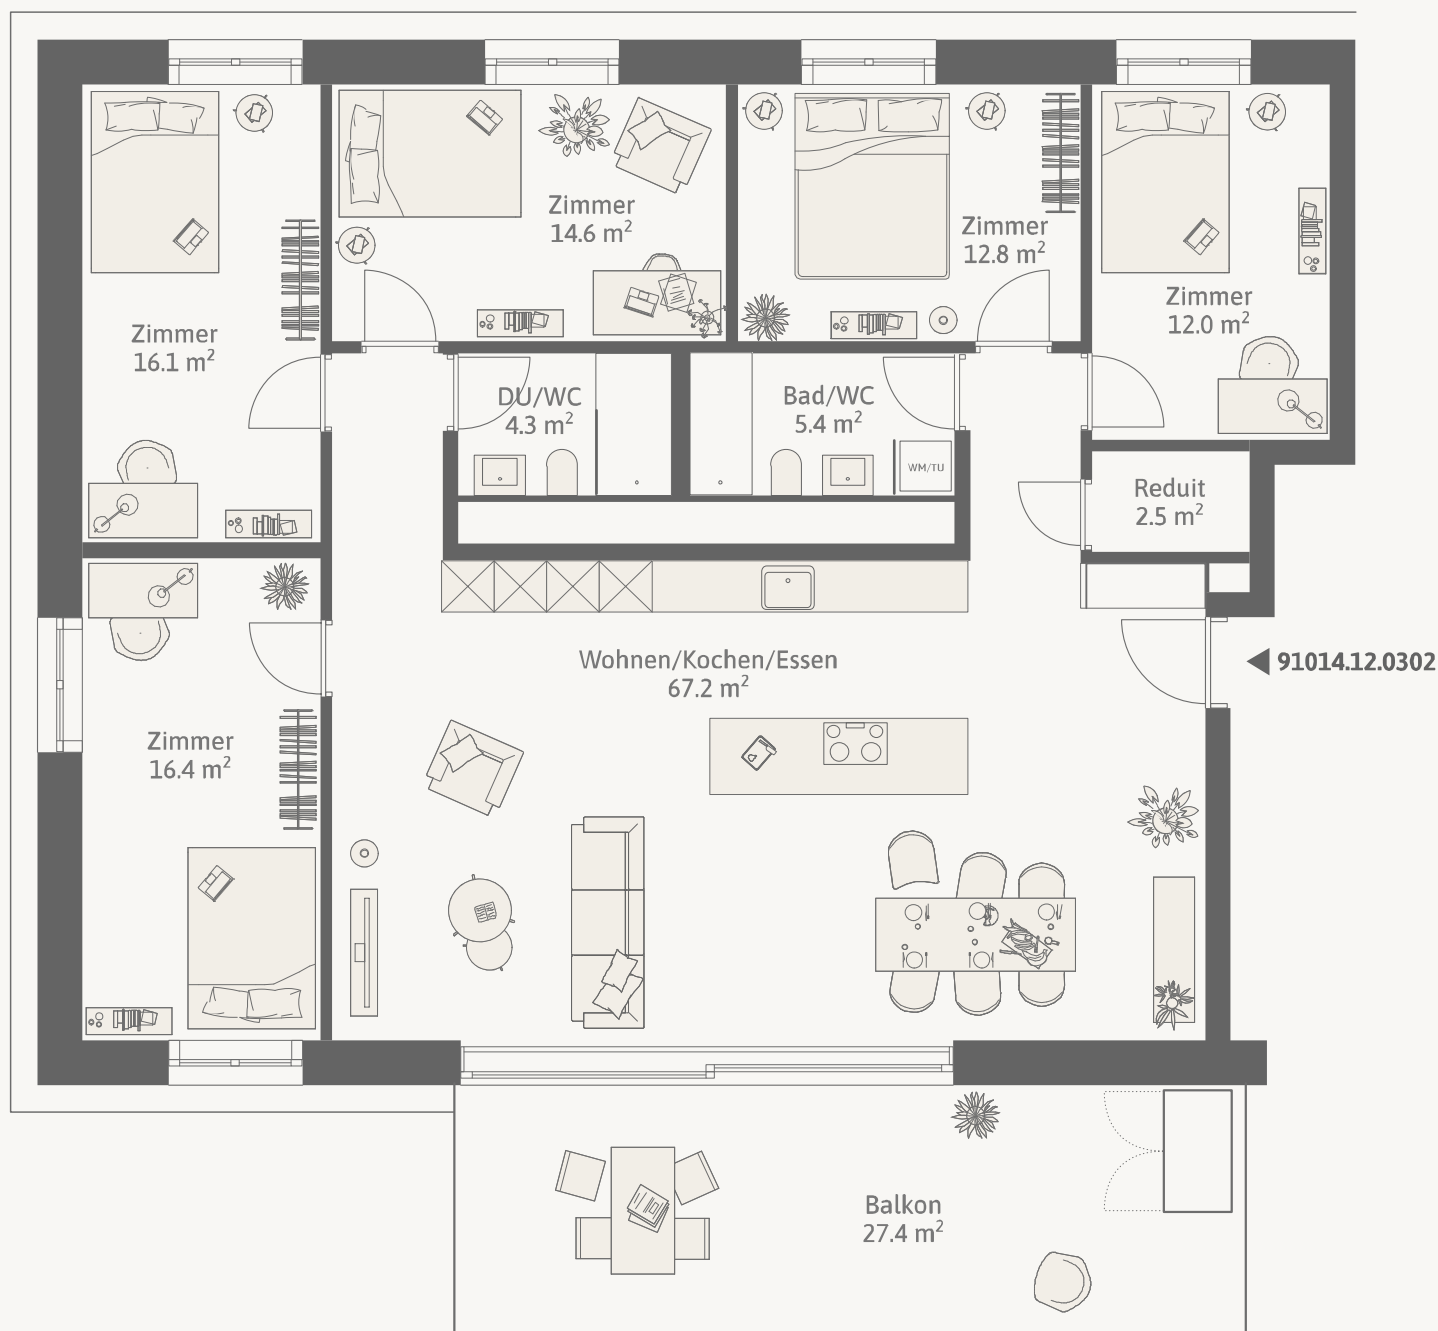 Zimmer
14.6 m²
Zimmer
12.8 m²
Zimmer
12.0 m²
Zimmer
16.1 m²
DU/WC
4.3 m²
Bad/WC
5.4 m²
WM/TU
Reduit
2.5 m²
Wohnen/Kochen/Essen
67.2 m²
91014.12.0302
Zimmer
16.4 m²
Balkon
27.4 m²